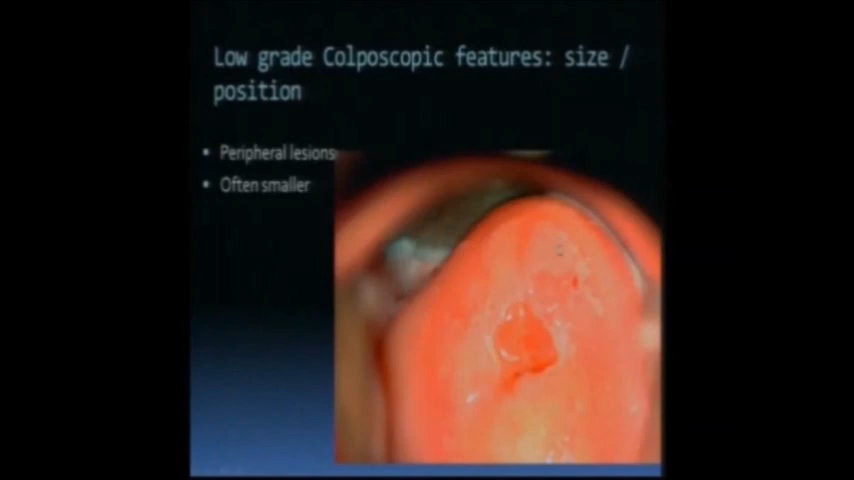 Low grade Colposcopic features: size /
position
• Peripheral lesions
• Often smaller